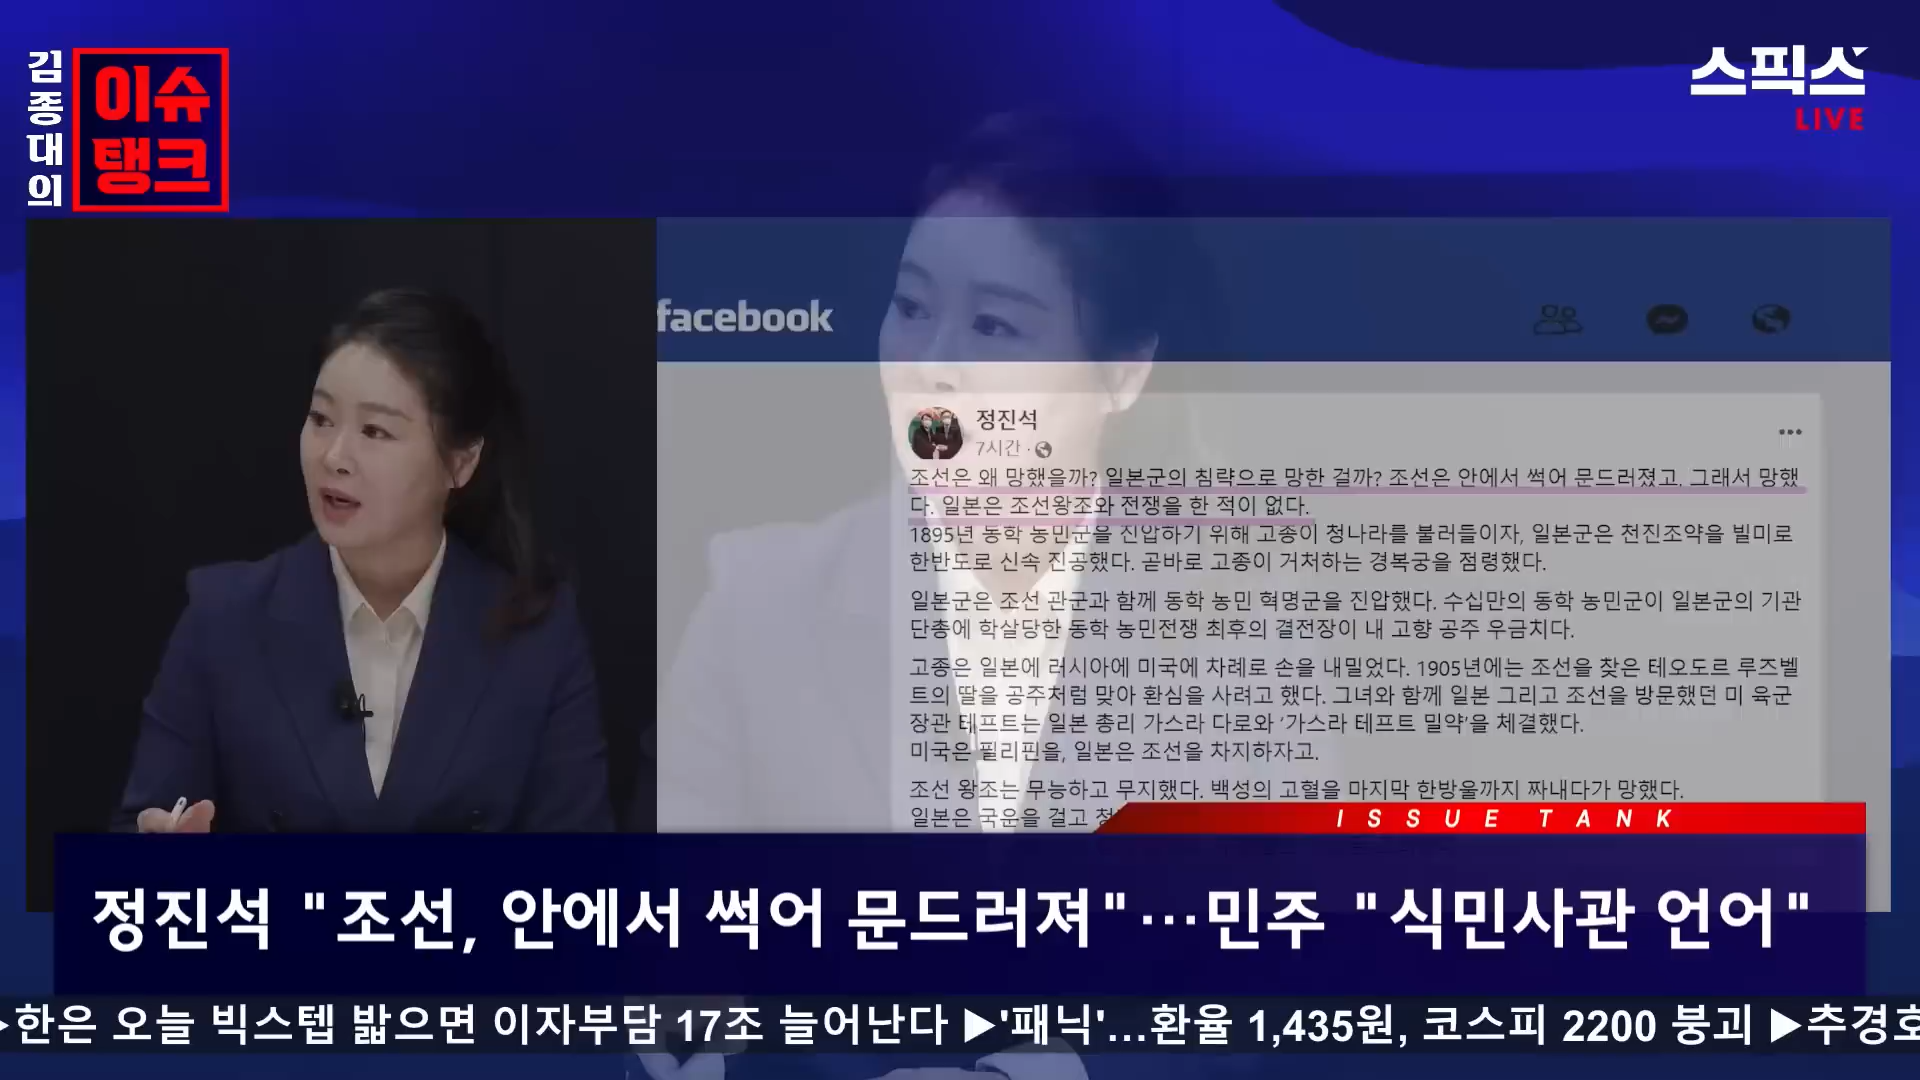 김종대의
이슈
탱크
스픽스
LIVE
facebook
정진석
7시간
조선은 왜 망했을까? 일본군의 침략으로 망한 걸까? 조선은 안에서 썩어 문드러졌고, 그래서 망했
다. 일본은 조선왕조와 전쟁을 한 적이 없다.
1895년 동학 농민군을 진압하기 위해 고종이 청나라를 불러들이자, 일본군은 천진조약을 빌미로
한반도로 신속 진공했다. 곧바로 고종이 거처하는 경복궁을 점령했다.
일본군은 조선 관군과 함께 동학 농민 혁명군을 진압했다. 수십만의 동학 농민군이 일본군의 기관
단총에 학살당한 동학 농민전쟁 최후의 결전장이 내 고향 공주 우금치다.
고종은 일본에 러시아에 미국에 차례로 손을 내밀었다. 1905년에는 조선을 찾은 테오도르 루즈벨
트의 딸을 공주처럼 맞아 환심을 사려고 했다. 그녀와 함께 일본 그리고 조선을 방문했던 미 육군
장관 테프트는 일본 총리 가스라 다로와 '가스라 테프트 밀약'을 체결했다.
미국은 필리핀을, 일본은 조선을 차지하자고.
조선 왕조는 무능하고 무지했다. 백성의 고혈을 마지막 한방울까지 짜내다가 망했다.
일본은 국운을 걸고 청
ISSUE TANK
정진석 "조선, 안에서 썩어 문드러져"…민주 "식민사관 언어"
▶한은 오늘 빅스텝 밟으면 이자부담 17조 늘어난다 ▶'패닉'...환율 1,435원, 코스피 2200 붕괴 ▶추경호